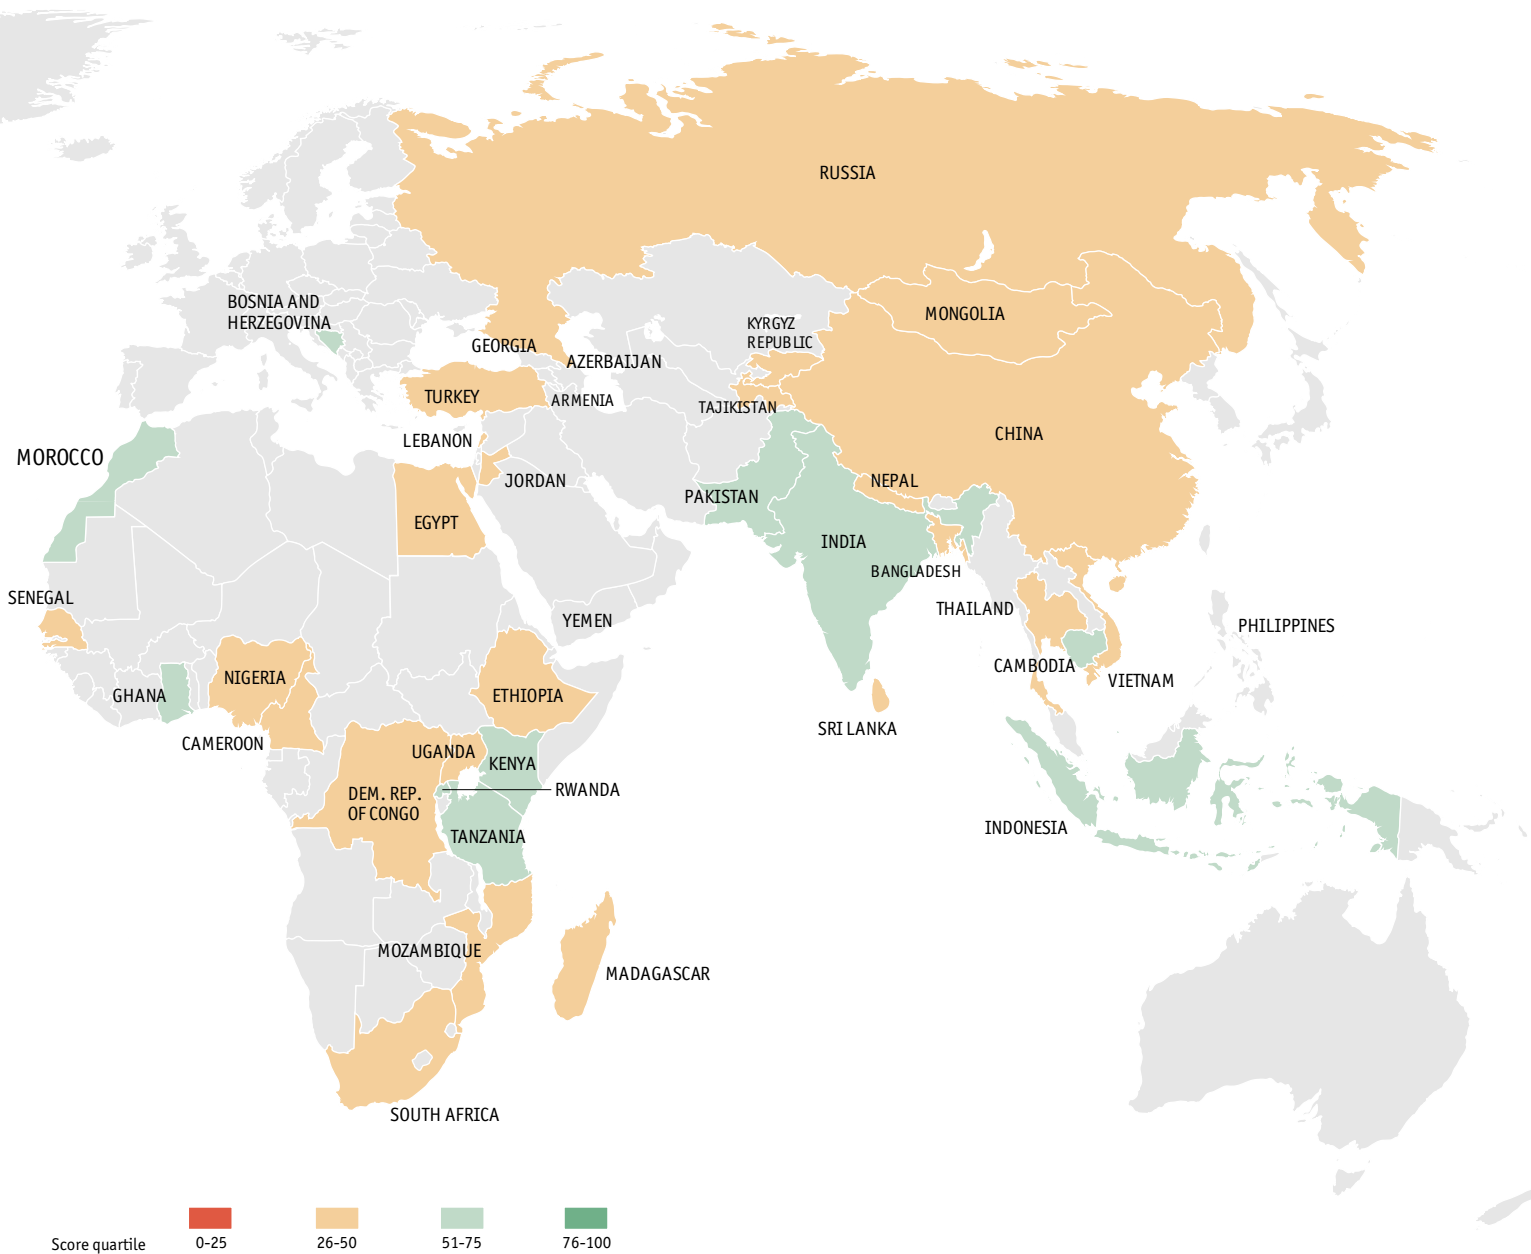 RUSSIA
BOSNIA AND
HERZEGOVINA
MONGOLIA
KYRGYZ
REPUBLIC
GEORGIA
AZERBAIJAN
TURKEY
ARMENIA
TAJIKISTAN
CHINA
LEBANON
MOROCCO
JORDAN
NEPAL
PAKISTAN
EGYPT
INDIA
BANGLADESH
SENEGAL
THAILAND
YEMEN
PHILIPPINES
CAMBODIA
NIGERIA
VIETNAM
GHANA
ETHIOPIA
SRI LANKA
CAMEROON
UGANDA
KENYA
RWANDA
DEM. REP.
OF CONGO
INDONESIA
TANZANIA
MOZAMBIQUE
MADAGASCAR
SOUTH AFRICA
Score quartile 0-25 26-50 51-75 76-100